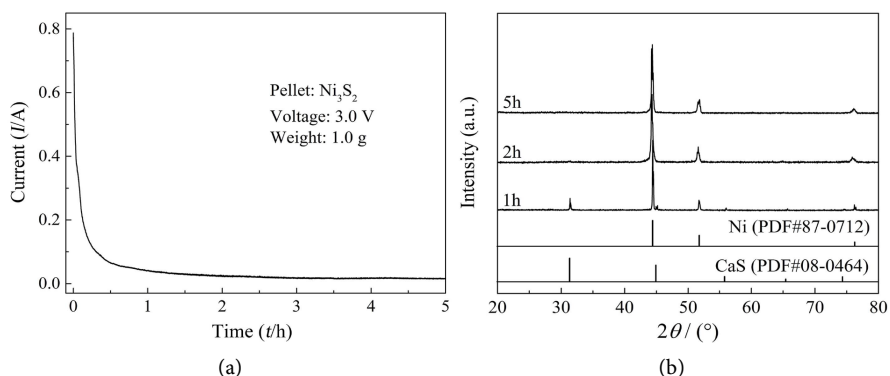 0.8
0.6
0.4
0.2
0.0
Current (I/A)
Pellet: Ni₃S₂
Voltage: 3.0 V
Weight: 1.0 g
0 1 2 3 4 5
Time (t/h)
(a)
Intensity (a.u.)
5h
2h
1h
Ni (PDF#87-0712)
CaS (PDF#08-0464)
20 30 40 50 60 70 80
2θ / (°)
(b)